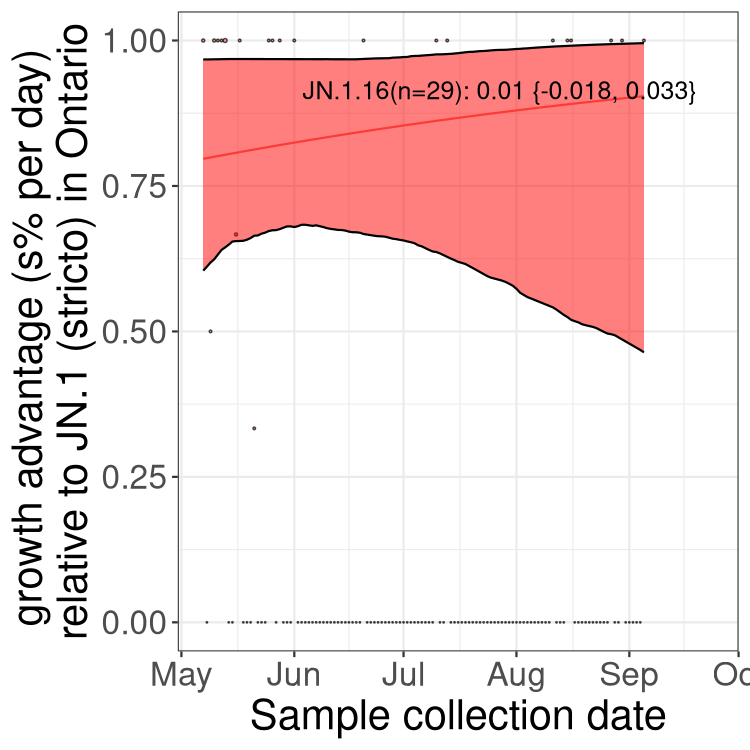 growth advantage (s% per day)
relative to JN.1 (stricto) in Ontario
1.00
0.75
0.50
0.25
0.00
JN.1.16(n=29): 0.01 {-0.018, 0.033}
May Jun Jul Aug Sep Oc
Sample collection date